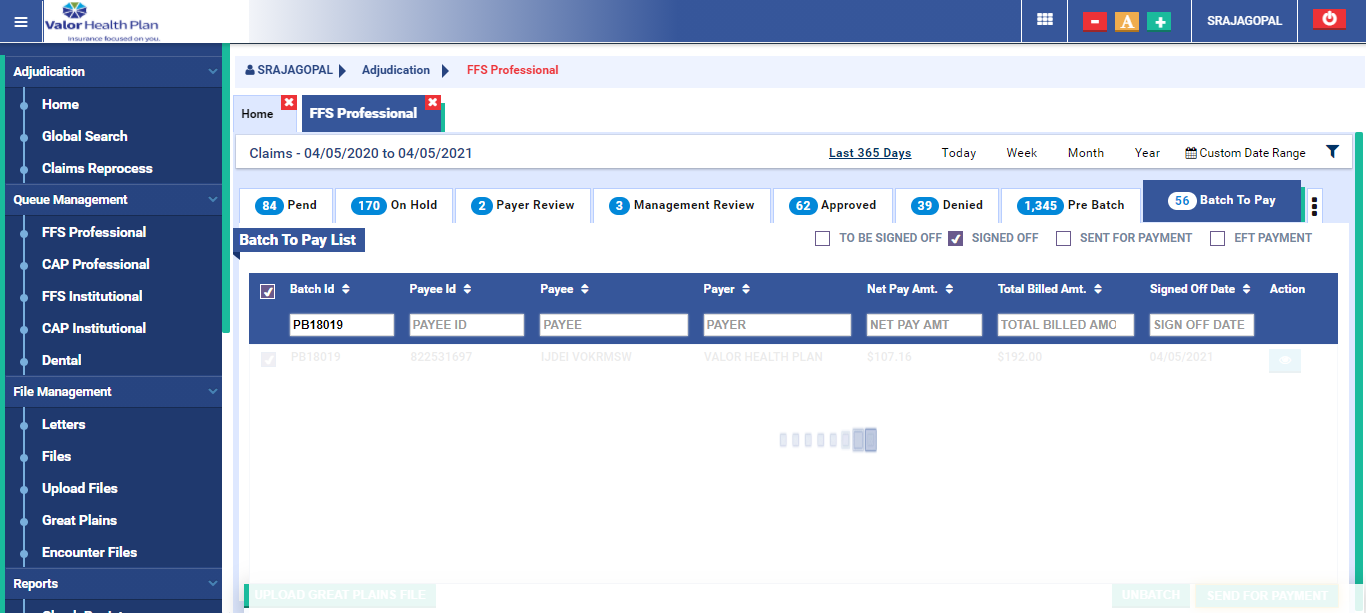 Valor Health Plan
Insurance focused on you.
A
SRAJAGOPAL
Adjudication
Home
Global Search
Claims Reprocess
Queue Management
FFS Professional
CAP Professional
FFS Institutional
CAP Institutional
Dental
File Management
Letters
Files
Upload Files
Great Plains
Encounter Files
Reports
SRAJAGOPAL Adjudication FFS Professional
Home FFS Professional
Claims - 04/05/2020 to 04/05/2021 Last 365 Days Today Week Month Year Custom Date Range
84 Pend 170 On Hold 2 Payer Review 3 Management Review 62 Approved 39 Denied 1,345 Pre Batch 56 Batch To Pay
Batch To Pay List TO BE SIGNED OFF SIGNED OFF SENT FOR PAYMENT EFT PAYMENT
Batch Id Payee Id Payee Payer Net Pay Amt. Total Billed Amt. Signed Off Date Action
PB18019 PAYEE ID PAYEE PAYER NET PAY AMT TOTAL BILLED AMO SIGN OFF DATE
PB18019 822531697 IJDEI VOKRMSW VALOR HEALTH PLAN $107.16 $192.00 04/05/2021
UPLOAD GREAT PLAINS FILE UNBATCH SEND FOR PAYMENT